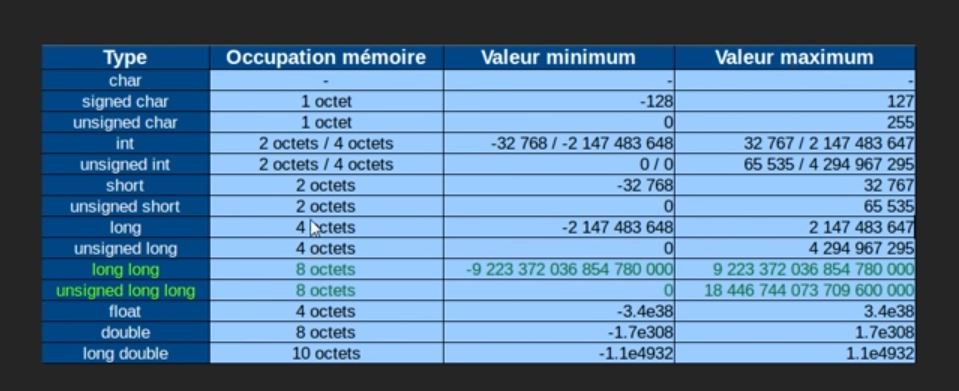 Type Occupation mémoire Valeur minimum Valeur maximum
char - - -
signed char 1 octet -128 127
unsigned char 1 octet 0 255
int 2 octets / 4 octets -32 768 / -2 147 483 648 32 767 / 2 147 483 647
unsigned int 2 octets / 4 octets 0 / 0 65 535 / 4 294 967 295
short 2 octets -32 768 32 767
unsigned short 2 octets 0 65 535
long 4 octets -2 147 483 648 2 147 483 647
unsigned long 4 octets 0 4 294 967 295
long long 8 octets -9 223 372 036 854 780 000 9 223 372 036 854 780 000
unsigned long long 8 octets 0 18 446 744 073 709 600 000
float 4 octets -3.4e38 3.4e38
double 8 octets -1.7e308 1.7e308
long double 10 octets -1.1e4932 1.1e4932